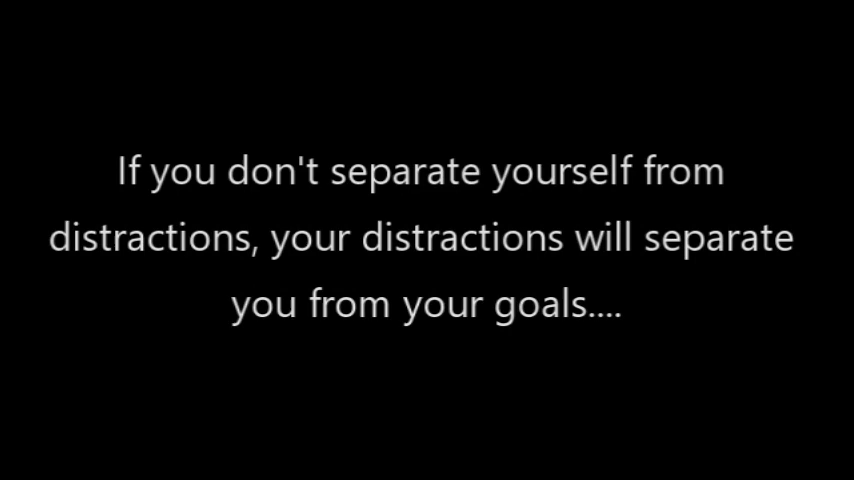 If you don't separate yourself from
distractions, your distractions will separate
you from your goals....